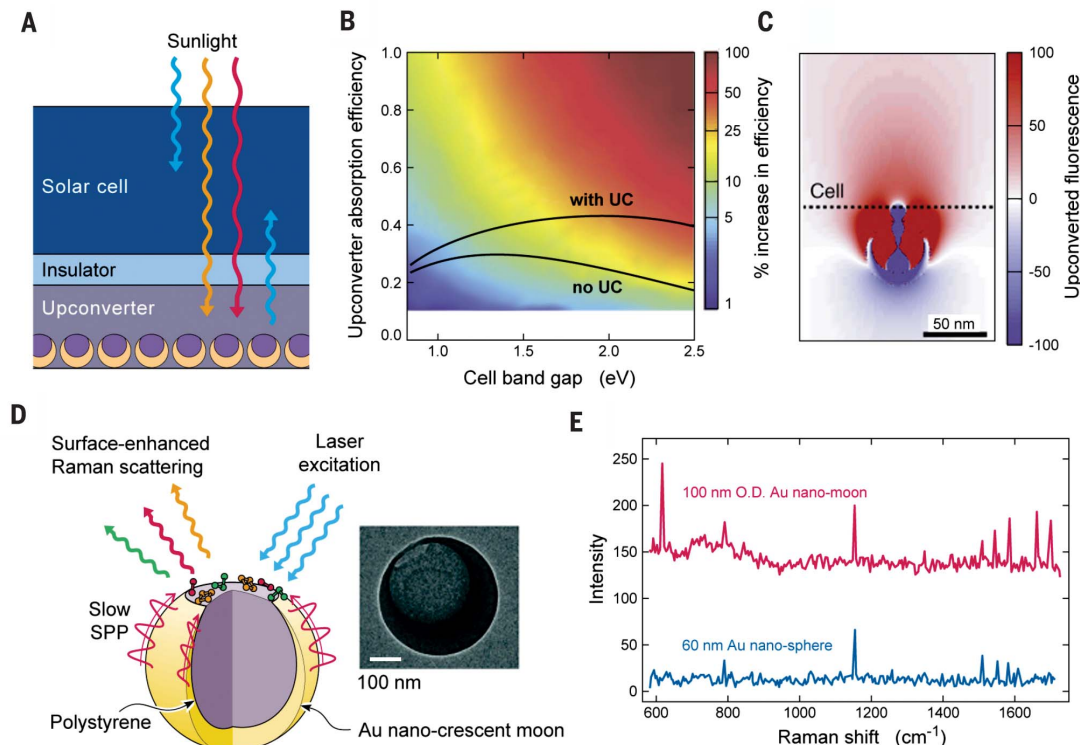 A
Sunlight
Solar cell
Insulator
Upconverter
B
Upconverter absorption efficiency
1.0
0.8
0.6
0.4
0.2
0.0
with UC
no UC
1.0
1.5
2.0
2.5
Cell band gap (eV)
100
50
25
10
5
1
% increase in efficiency
C
Cell
50 nm
100
50
0
-50
-100
Upconverted fluorescence
D
Surface-enhanced
Raman scattering
Laser
excitation
Slow
SPP
100 nm
Polystyrene
Au nano-crescent moon
E
Intensity
250
200
150
100
50
0
100 nm O.D. Au nano-moon
60 nm Au nano-sphere
600
800
1000
1200
1400
1600
Raman shift (cm-1)